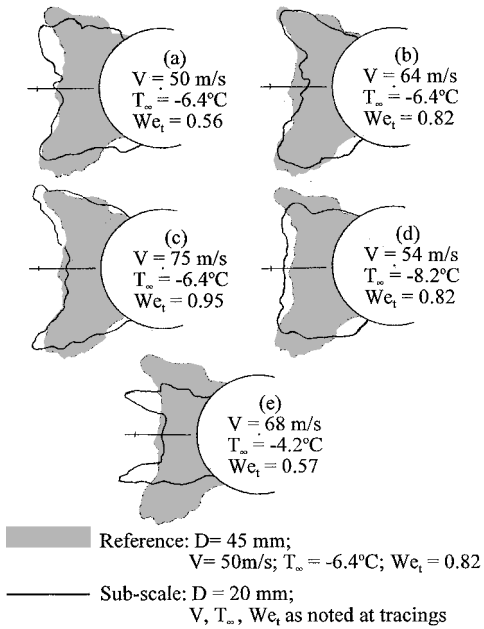 (a)
V = 50 m/s
T∞ = -6.4°C
Wet = 0.56
(b)
V = 64 m/s
T∞ = -6.4°C
Wet = 0.82
(c)
V = 75 m/s
T∞ = -6.4°C
Wet = 0.95
(d)
V = 54 m/s
T∞ = -8.2°C
Wet = 0.82
(e)
V = 68 m/s
T∞ = -4.2°C
Wet = 0.57
Reference: D= 45 mm;
V= 50m/s; T∞ = -6.4°C; Wet = 0.82
Sub-scale: D = 20 mm;
V, T∞, Wet as noted at tracings